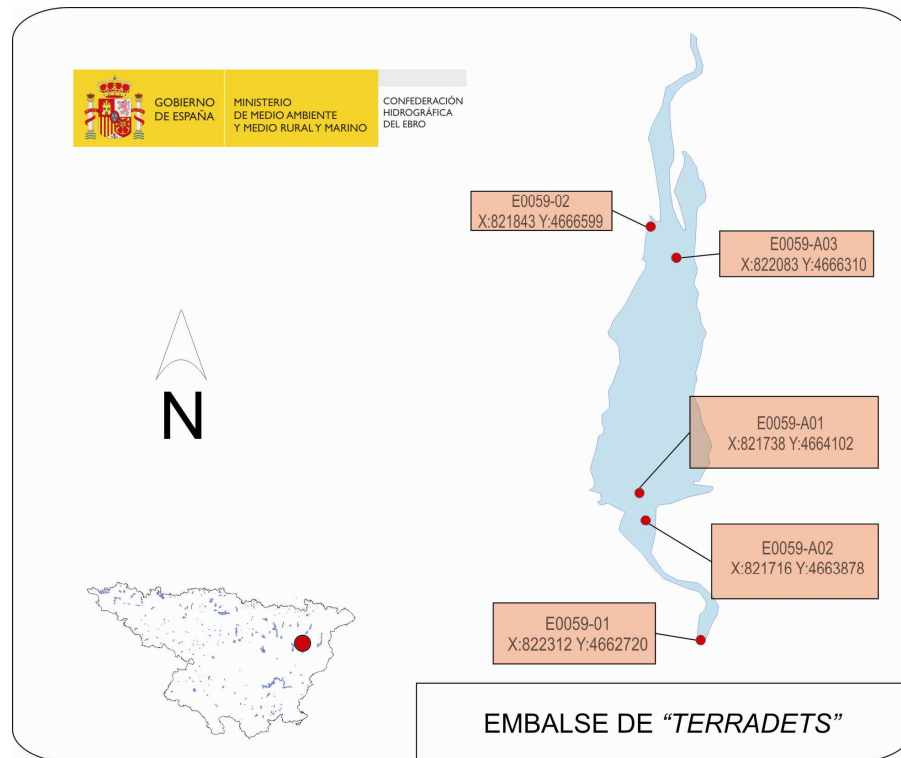 GOBIERNO
DE ESPAÑA
MINISTERIO
DE MEDIO AMBIENTE
Y MEDIO RURAL Y MARINO
CONFEDERACIÓN
HIDROGRÁFICA
DEL EBRO
E0059-02
X:821843 Y:4666599
E0059-A03
X:822083 Y:4666310
N
E0059-A01
X:821738 Y:4664102
E0059-A02
X:821716 Y:4663878
E0059-01
X:822312 Y:4662720
EMBALSE DE "TERRADETS"